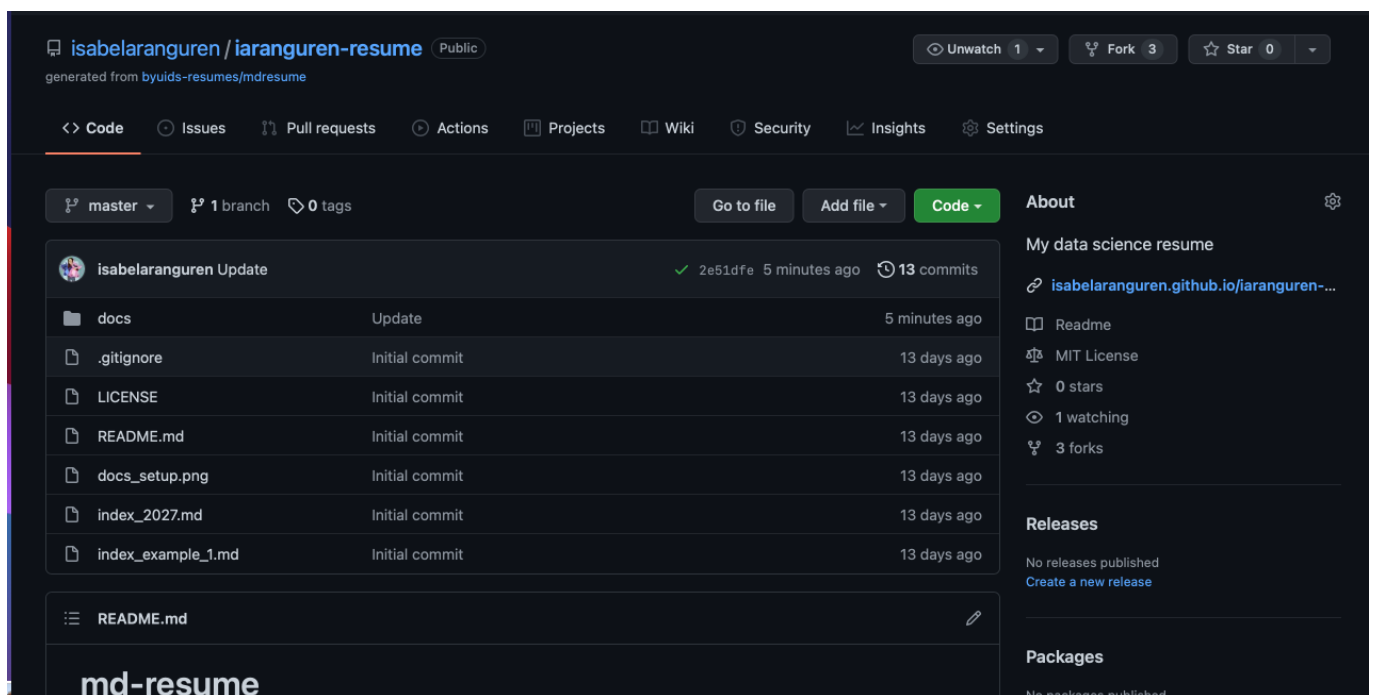 isabelaranguren / iaranguren-resume Public
Unwatch 1 Fork 3 Star 0
generated from byuids-resumes/mdresume
<> Code Issues Pull requests Actions Projects Wiki Security Insights Settings
master 1 branch 0 tags Go to file Add file Code
isabelaranguren Update 2e51dfe 5 minutes ago 13 commits
docs Update 5 minutes ago
.gitignore Initial commit 13 days ago
LICENSE Initial commit 13 days ago
README.md Initial commit 13 days ago
docs_setup.png Initial commit 13 days ago
index_2027.md Initial commit 13 days ago
index_example_1.md Initial commit 13 days ago
README.md
md-resume
About
My data science resume
isabelaranguren.github.io/iaranguren-...
Readme
MIT License
0 stars
1 watching
3 forks
Releases
No releases published
Create a new release
Packages
No packages published